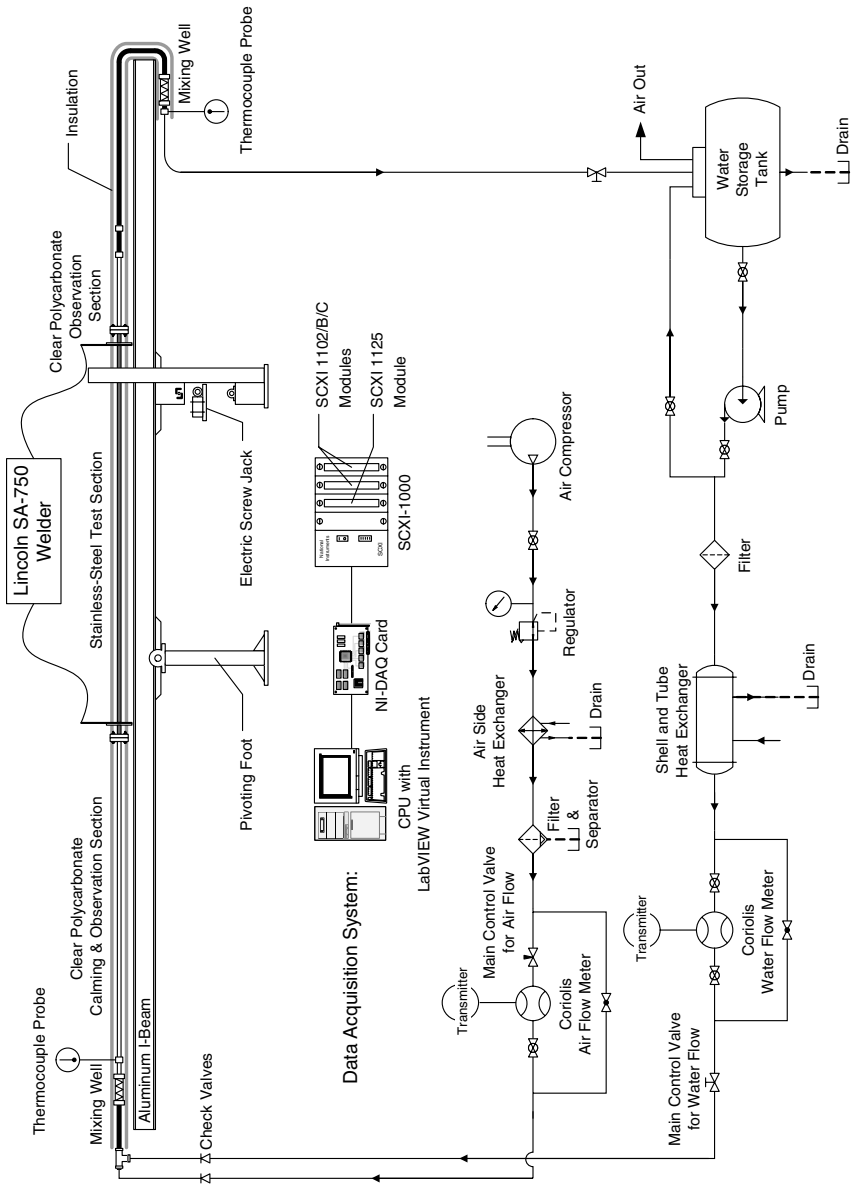 Lincoln SA-750
Welder
Thermocouple Probe
Mixing Well
Clear Polycarbonate
Calming & Observation Section
Stainless-Steel Test Section
Clear Polycarbonate
Observation
Section
Insulation
Mixing Well
Thermocouple Probe
Aluminum I-Beam
Check Valves
Pivoting Foot
Electric Screw Jack
Data Acquisition System:
CPU with
LabVIEW Virtual Instrument
NI-DAQ Card
National
Instruments
SCXI
SCXI-1000
SCXI 1102/B/C
Modules
SCXI 1125
Module
Transmitter
Coriolis
Air Flow Meter
Main Control Valve
for Air Flow
Filter
&
Separator
Air Side
Heat Exchanger
Drain
Regulator
Air Compressor
Air Out
Main Control Valve
for Water Flow
Transmitter
Coriolis
Water Flow Meter
Shell and Tube
Heat Exchanger
Drain
Filter
Pump
Water
Storage
Tank
Drain